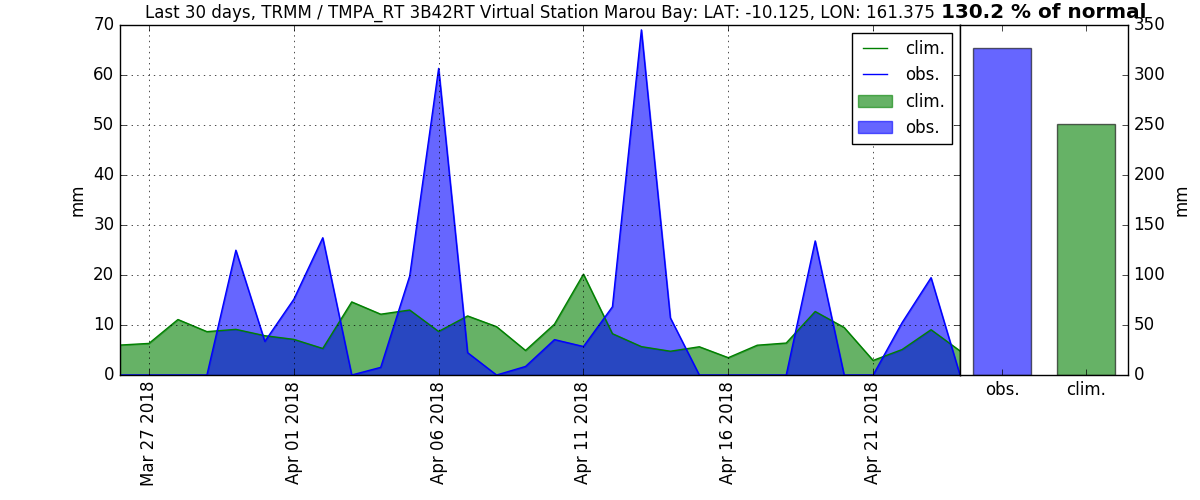 Last 30 days, TRMM / TMPA_RT 3B42RT Virtual Station Marou Bay: LAT: -10.125, LON: 161.375 130.2 % of normal
70
60
50
40
30
20
10
0
mm
Mar 27 2018
Apr 01 2018
Apr 06 2018
Apr 11 2018
Apr 16 2018
Apr 21 2018
clim.
obs.
clim.
obs.
350
300
250
200
150
100
50
0
mm
obs.
clim.